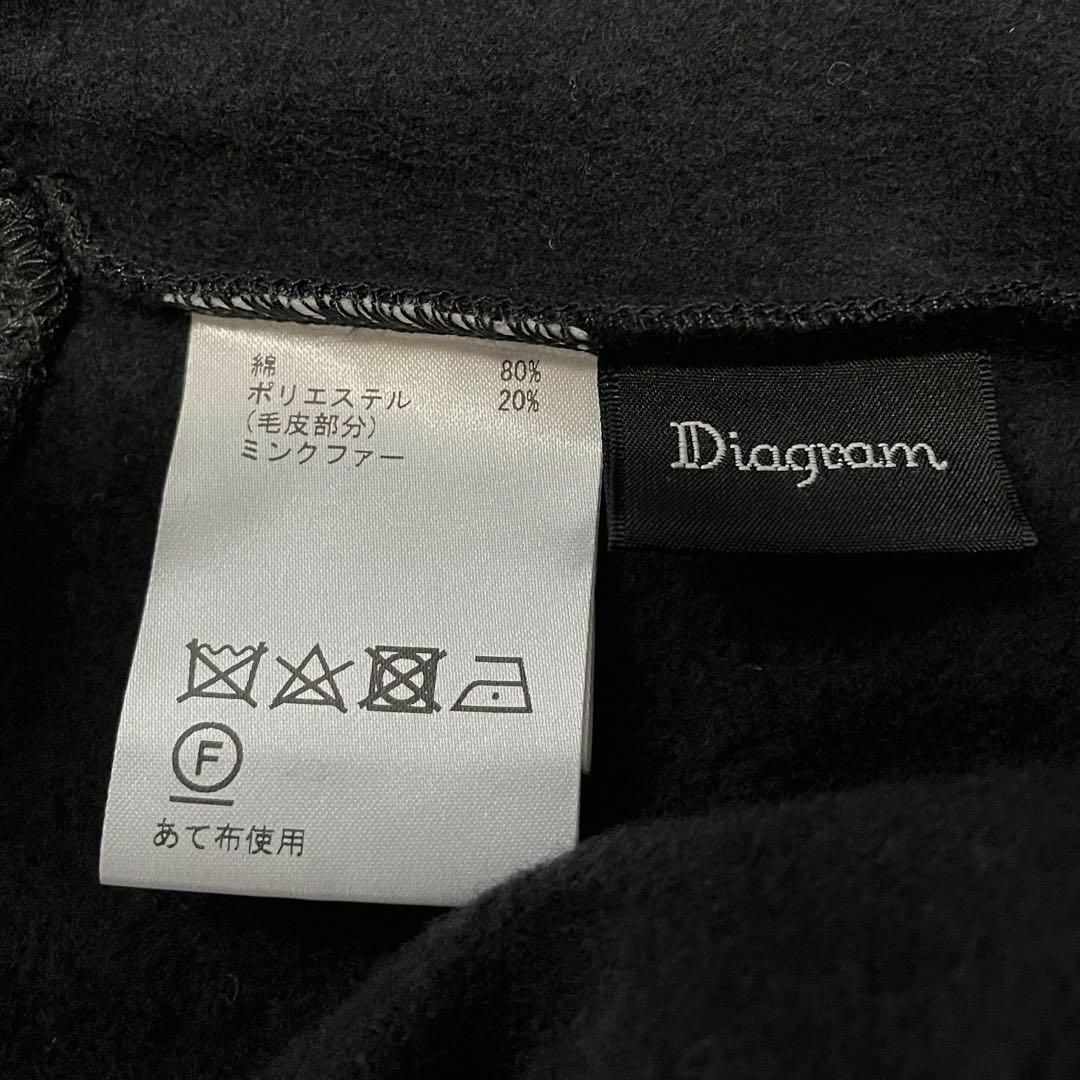 綿 80%
ポリエステル 20%
(毛皮部分)
ミンクファー
F
あて布使用
Diagram